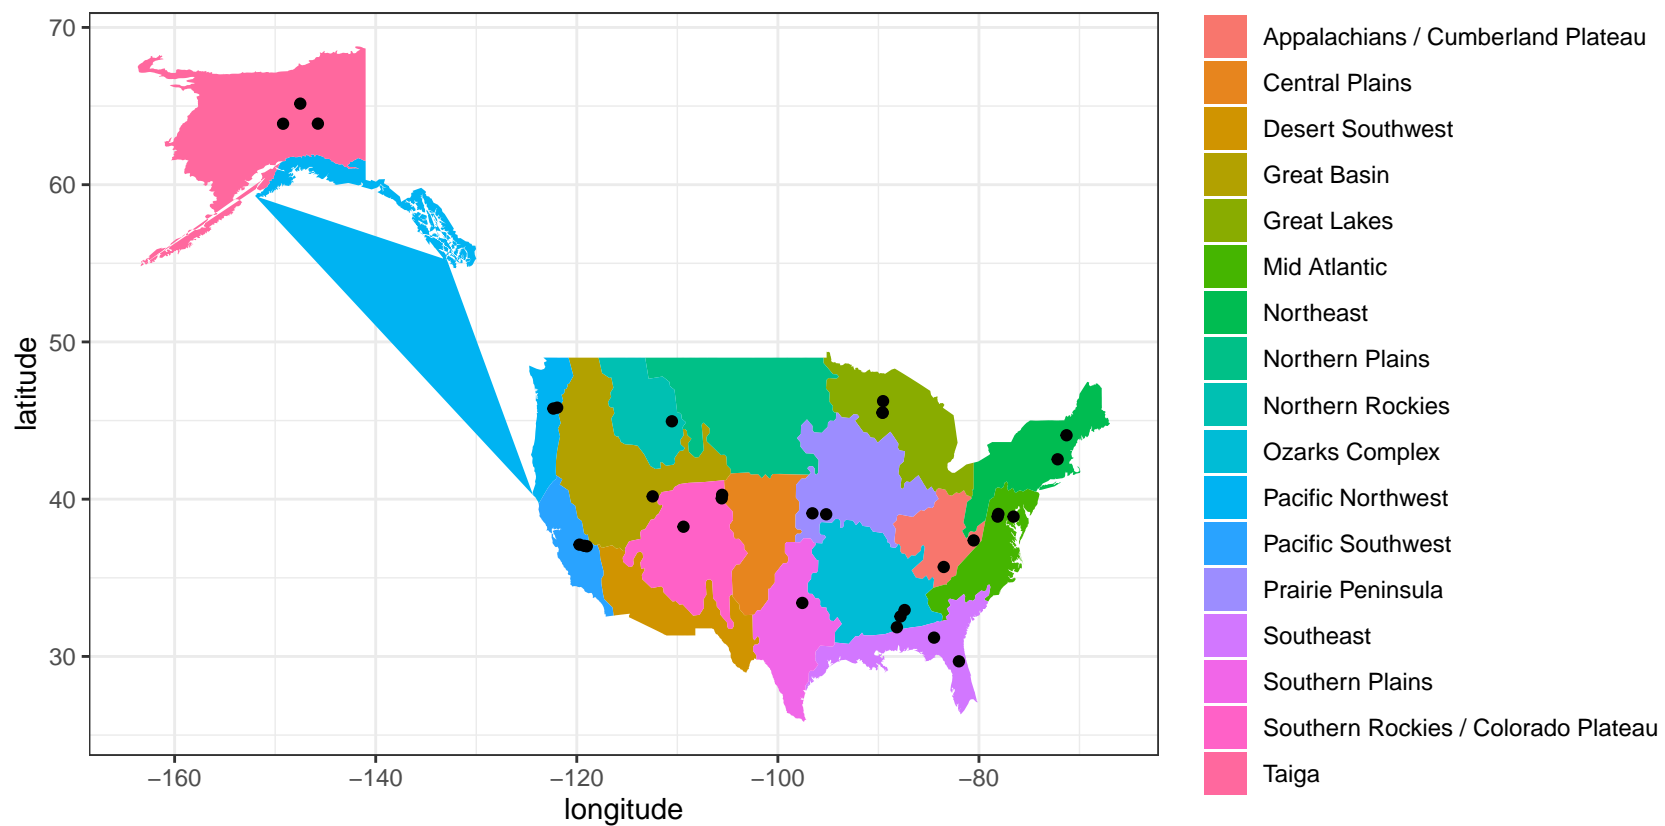 70
60
50
40
30
latitude
−160
−140
−120
−100
−80
longitude
Appalachians / Cumberland Plateau
Central Plains
Desert Southwest
Great Basin
Great Lakes
Mid Atlantic
Northeast
Northern Plains
Northern Rockies
Ozarks Complex
Pacific Northwest
Pacific Southwest
Prairie Peninsula
Southeast
Southern Plains
Southern Rockies / Colorado Plateau
Taiga